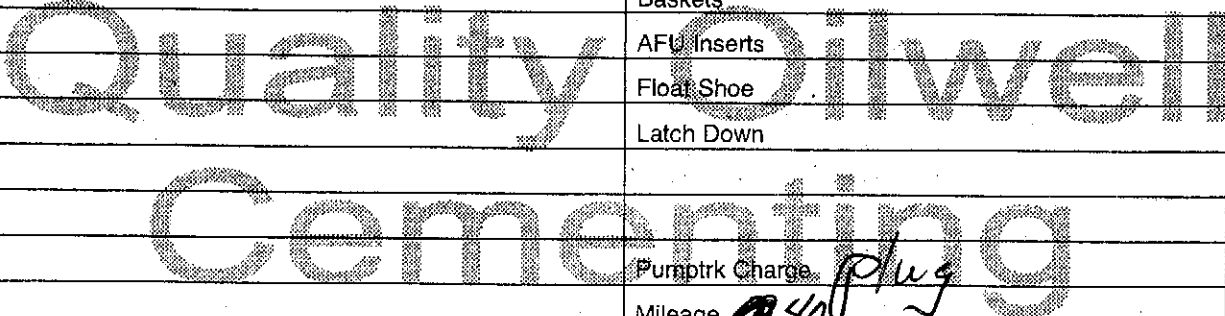 Baskets
Quality Oilwell
AFU Inserts
Float Shoe
Latch Down
Cementing
Pumptrk Charge plug
Mileage